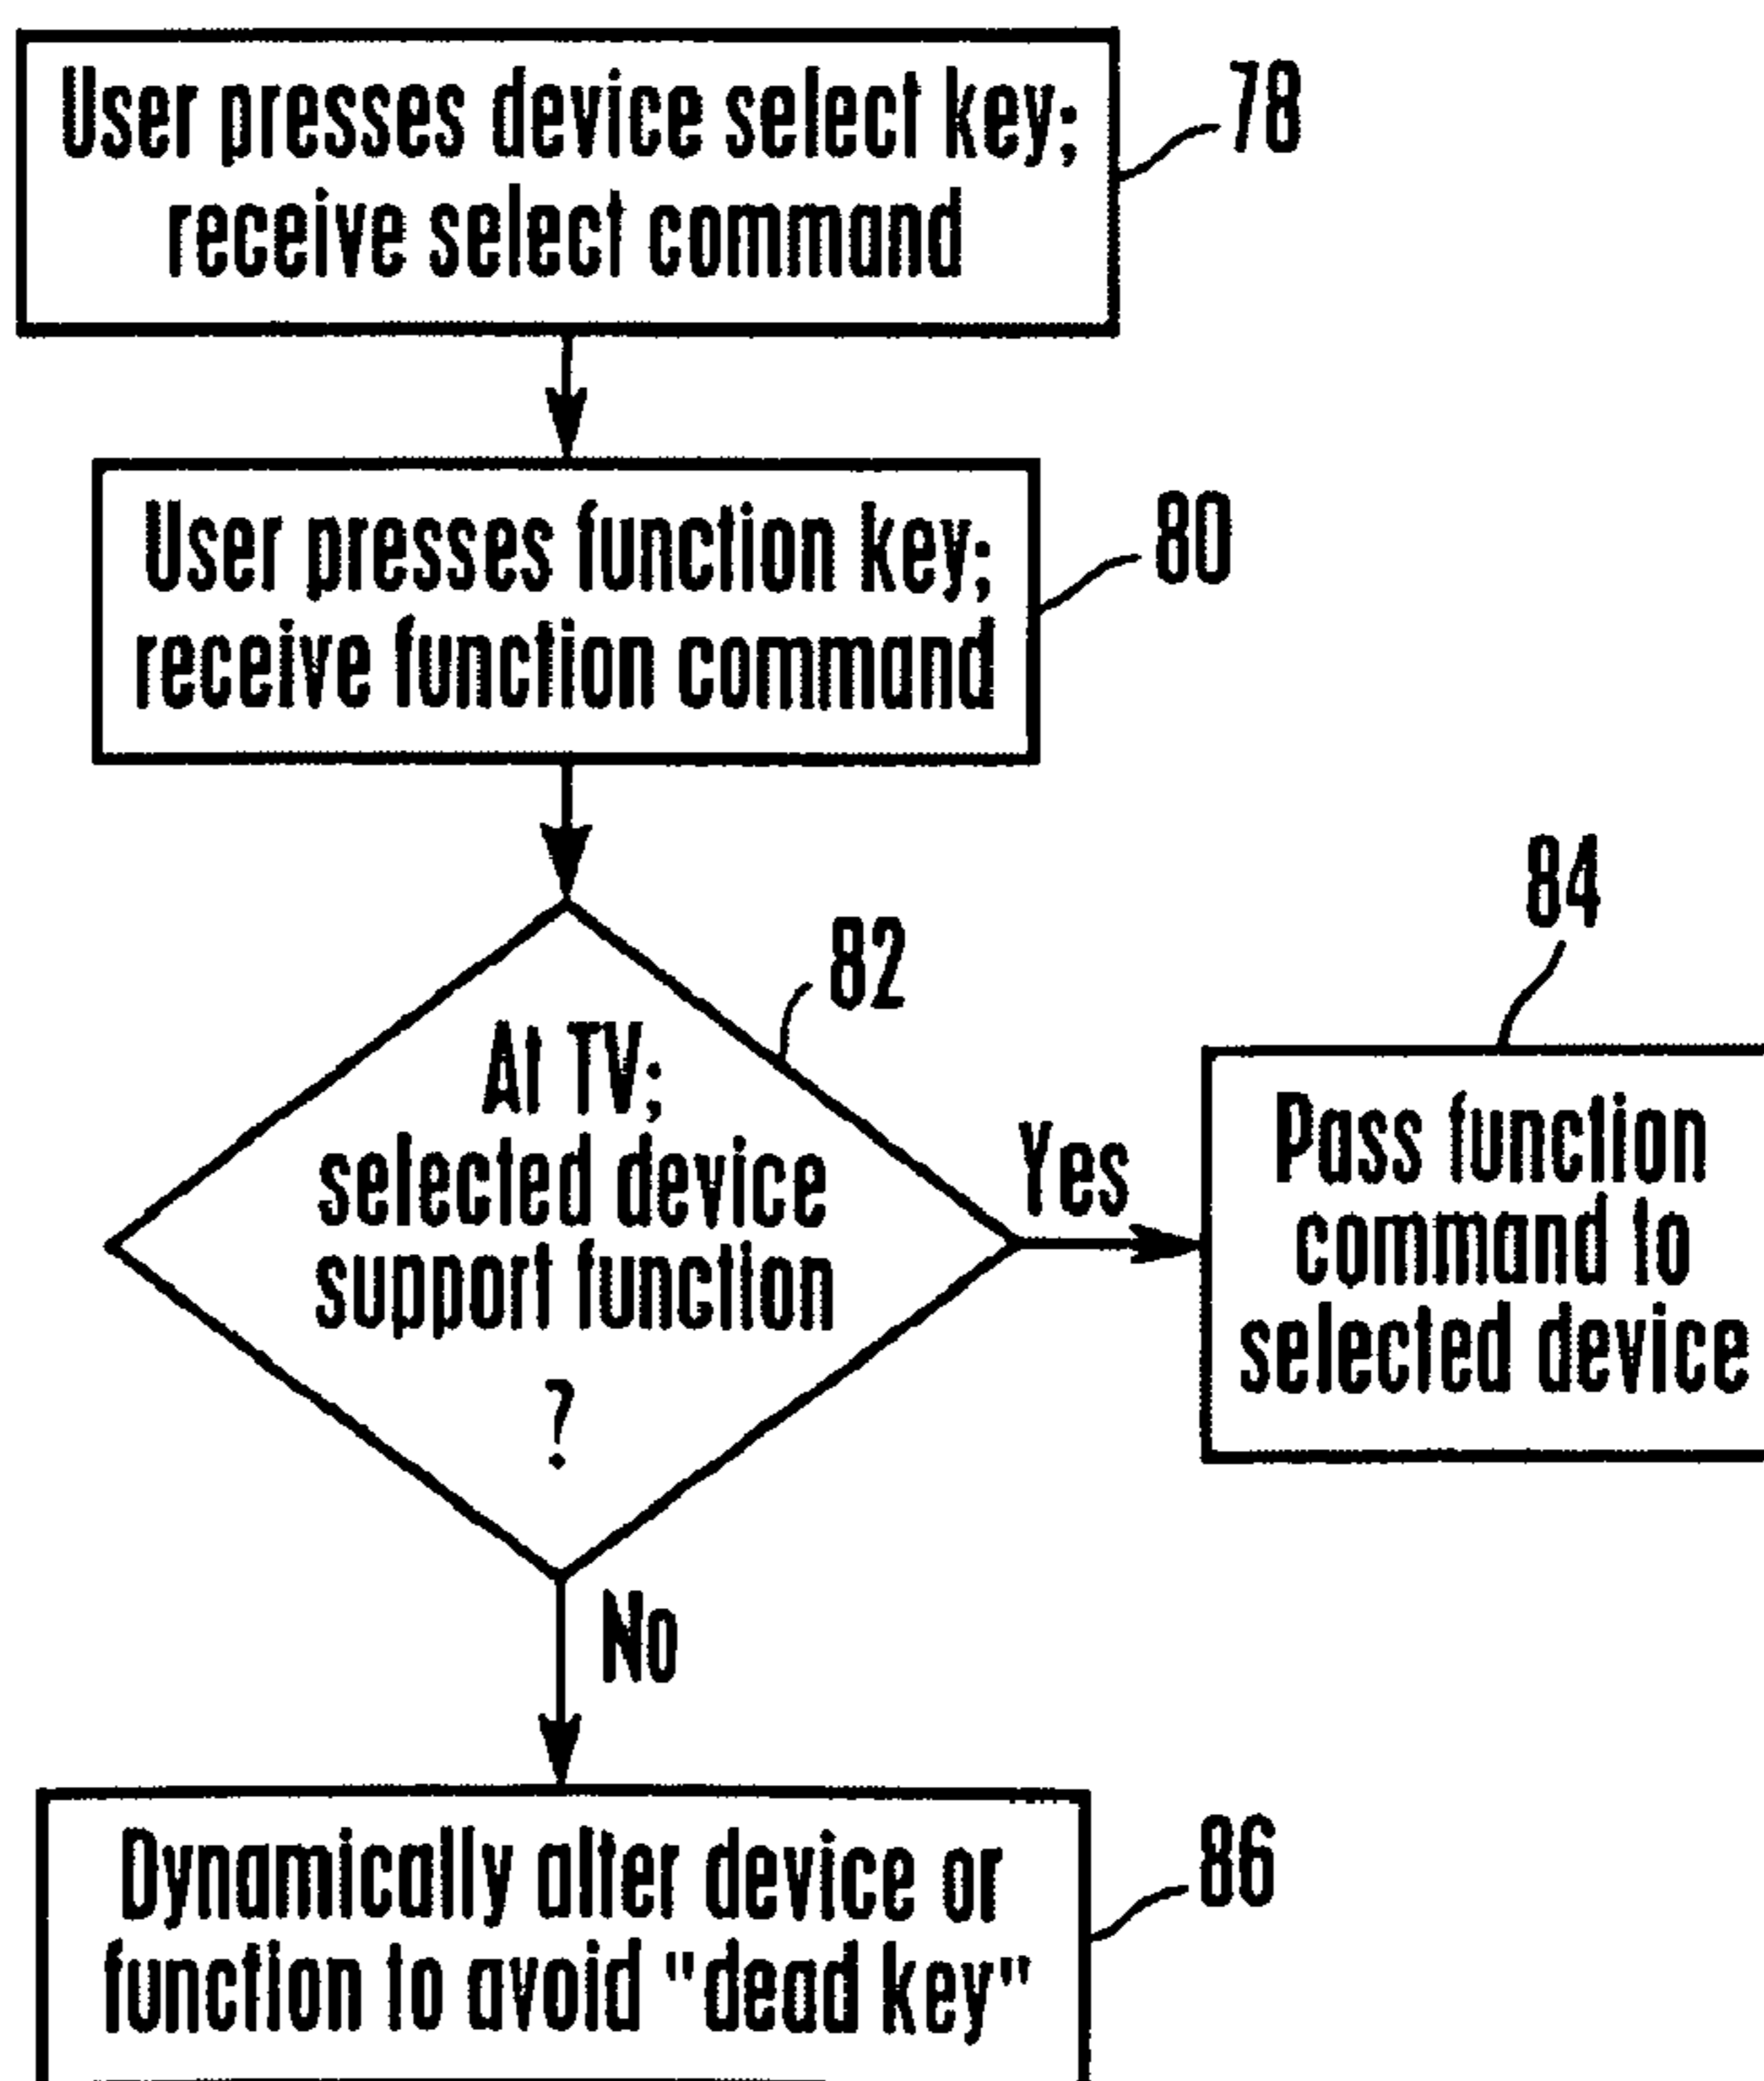 User presses device select key;
receive select command
78
User presses function key;
receive function command
80
82
At TV;
selected device
support function
?
Yes
84
Pass function
command to
selected device
No
Dynamically alter device or
function to avoid "dead key"
86